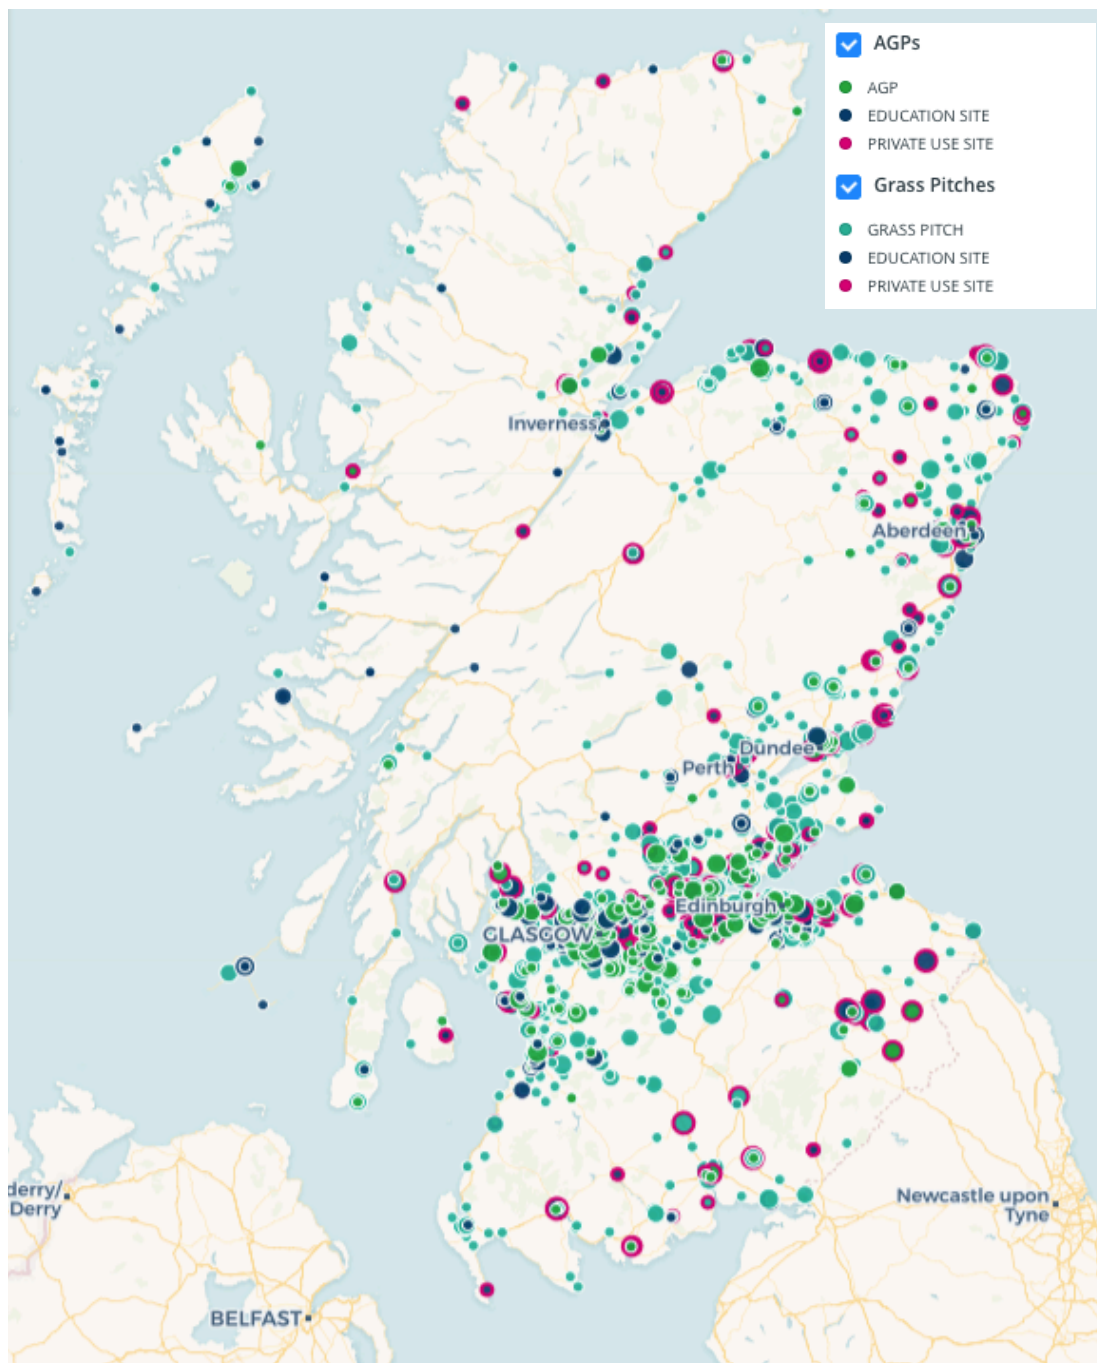 AGPs
AGP
EDUCATION SITE
PRIVATE USE SITE
Grass Pitches
GRASS PITCH
EDUCATION SITE
PRIVATE USE SITE
Inverness
Aberdeen
Dundee
Perth
Edinburgh
GLASGOW
derry/
Derry
Newcastle upon
Tyne
BELFAST